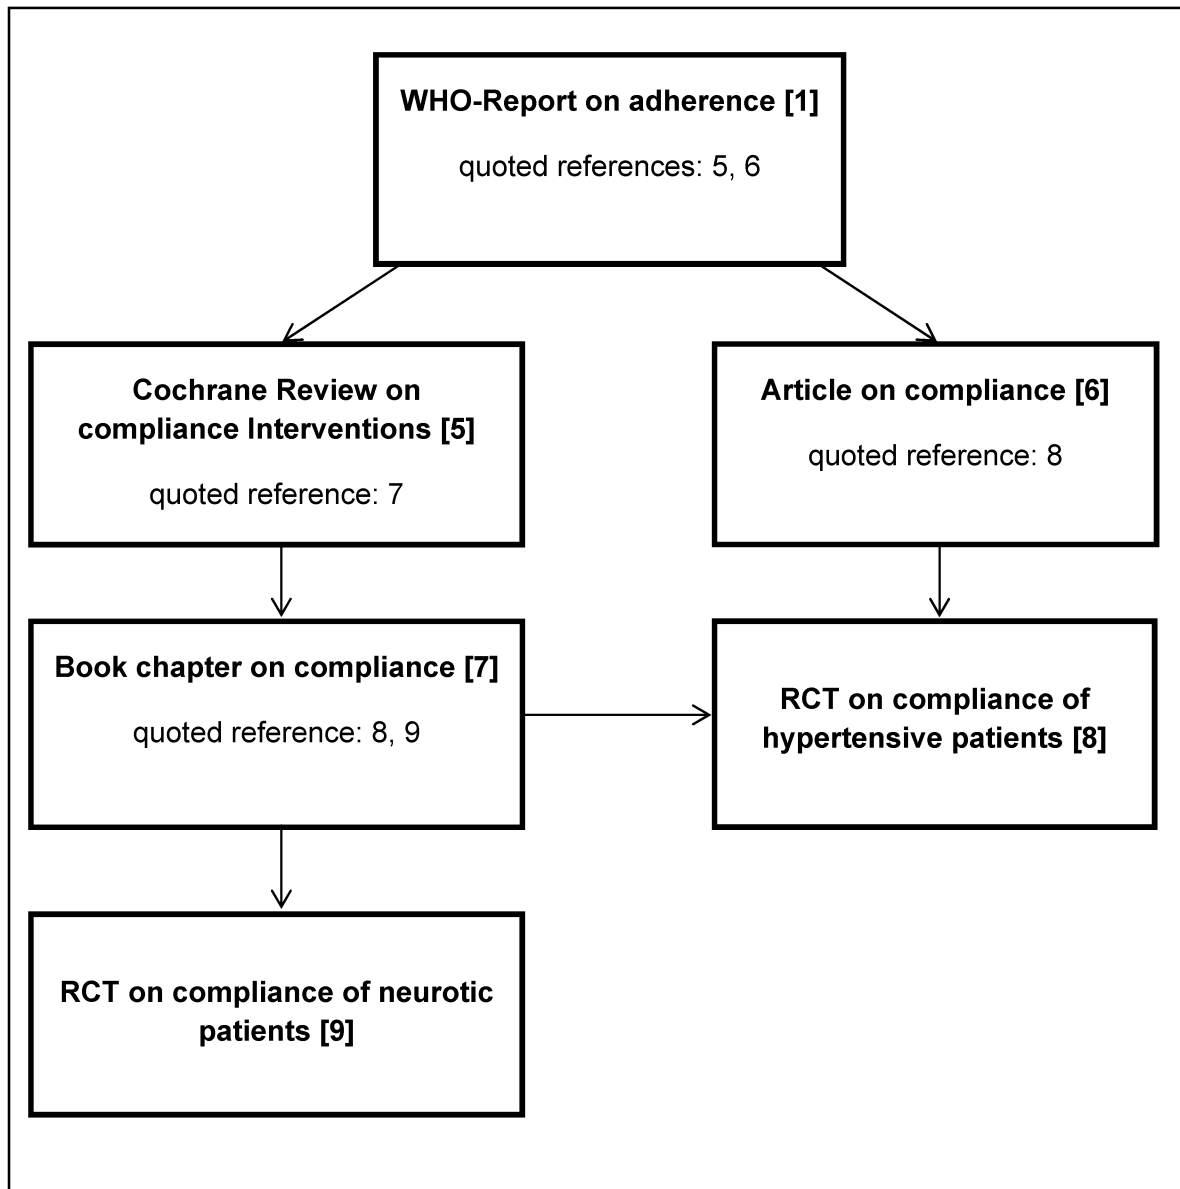 WHO-Report on adherence [1]
quoted references: 5, 6
Cochrane Review on
compliance Interventions [5]
quoted reference: 7
Article on compliance [6]
quoted reference: 8
Book chapter on compliance [7]
quoted reference: 8, 9
RCT on compliance of
hypertensive patients [8]
RCT on compliance of neurotic
patients [9]